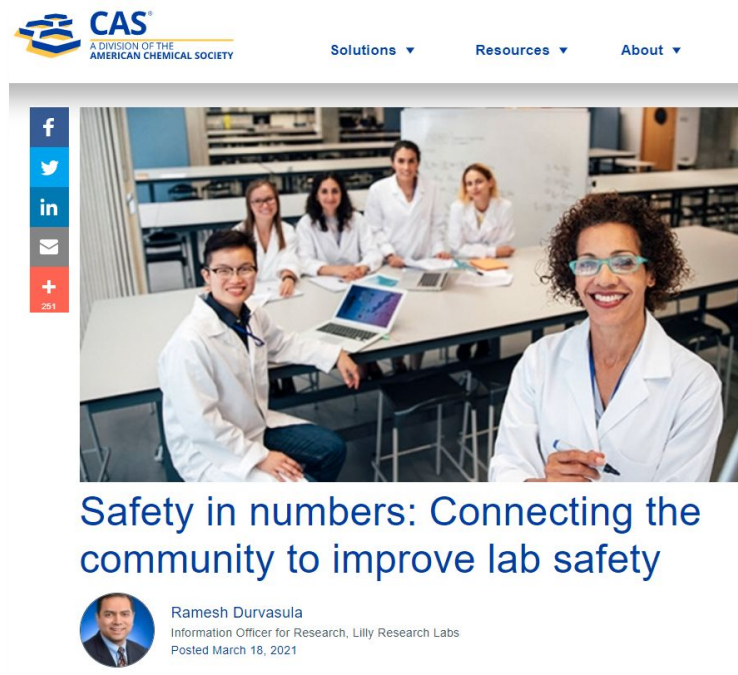 CAS®
A DIVISION OF THE
AMERICAN CHEMICAL SOCIETY
Solutions ▼
Resources ▼
About ▼
f
in
+
251
Safety in numbers: Connecting the
community to improve lab safety
Ramesh Durvasula
Information Officer for Research, Lilly Research Labs
Posted March 18, 2021